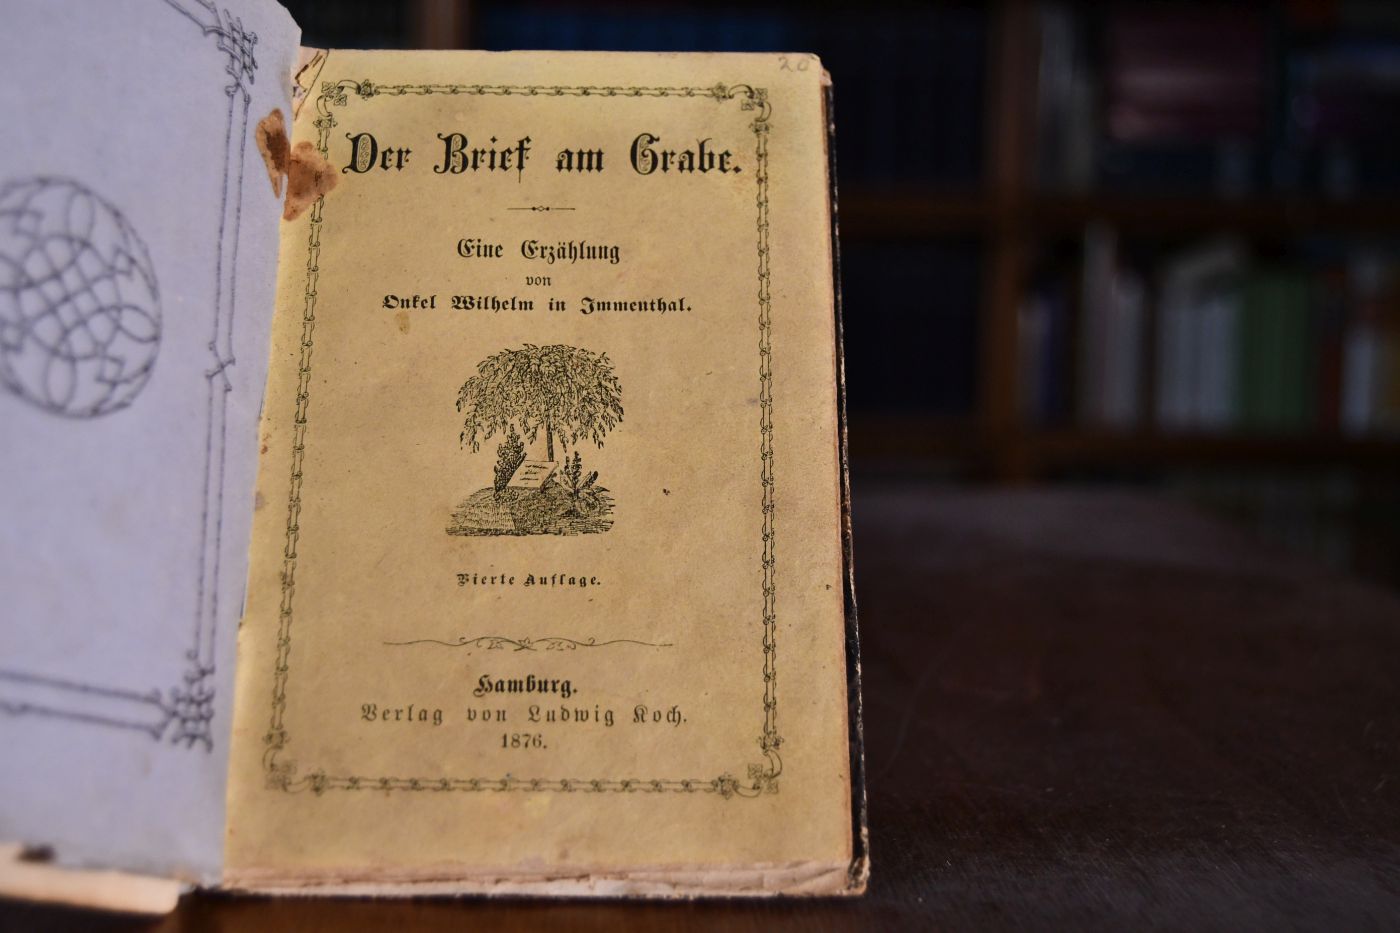 20
Der Brief am Grabe.
Eine Erzählung
von
Onkel Wilhelm in Immenthal.
Vierte Auflage.
Hamburg.
Verlag von Ludwig Koch.
1876.